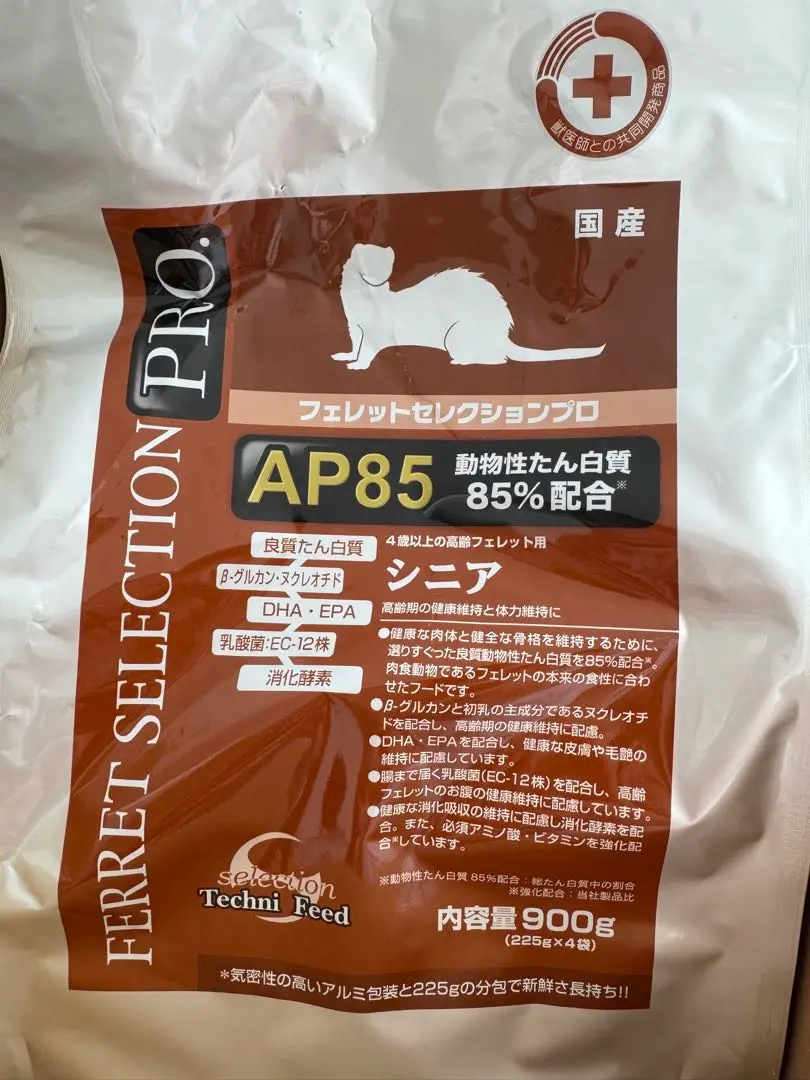 獣医師との共同開発商品
国産
FERRET SELECTION PRO.
フェレットセレクションプロ
AP85
動物性たん白質
85%配合※
良質たん白質
β-グルカン・ヌクレオチド
DHA・EPA
乳酸菌:EC-12株
消化酵素
4歳以上の高齢フェレット用
シニア
高齢期の健康維持と体力維持に
●健康な肉体と健全な骨格を維持するために、
選りすぐった良質動物性たん白質を85%配合※。
肉食動物であるフェレットの本来の食性に合わ
せたフードです。
●β-グルカンと初乳の主成分であるヌクレオチ
ドを配合し、高齢期の健康維持に配慮。
●DHA・EPAを配合し、健康な皮膚や毛艶の
維持に配慮しています。
●腸まで届く乳酸菌(EC-12株)を配合し、高齢
フェレットのお腹の健康維持に配慮しています。
●健康な消化吸収の維持に配慮し消化酵素を配
合。また、必須アミノ酸・ビタミンを強化配
合※しています。
※動物性たん白質85%配合:総たん白質中の割合
※強化配合:当社製品比
selection
Techni Feed
内容量900g
(225g×4袋)
*気密性の高いアルミ包装と225gの分包で新鮮さ長持ち!!